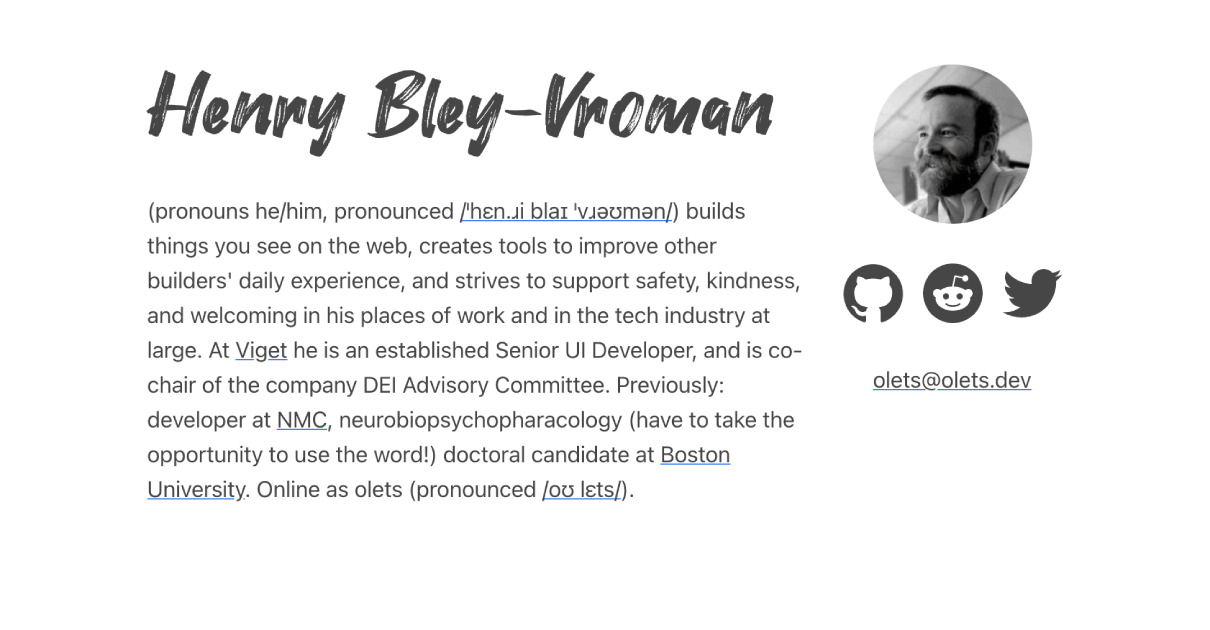 Henry Bley-Vroman
(pronouns he/him, pronounced /'hɛn.ɹi blaɪ 'vɹəʊmən/) builds
things you see on the web, creates tools to improve other
builders' daily experience, and strives to support safety, kindness,
and welcoming in his places of work and in the tech industry at
large. At Viget he is an established Senior UI Developer, and is co-
chair of the company DEI Advisory Committee. Previously:
developer at NMC, neurobiopsychopharacology (have to take the
opportunity to use the word!) doctoral candidate at Boston
University. Online as olets (pronounced /oʊ lɛts/).
olets@olets.dev